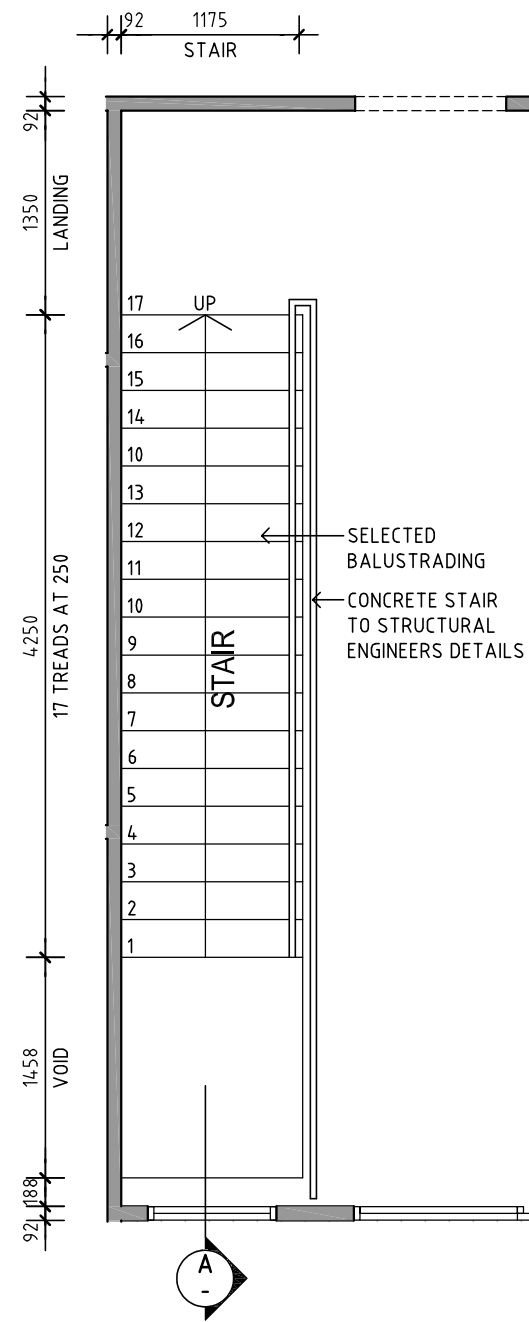 92 1175
STAIR
92
1350
LANDING
17 UP
16
15
14
10
13
12
11
10
9
8
7
6
5
4
3
2
1
STAIR
SELECTED
BALUSTRADING
CONCRETE STAIR
TO STRUCTURAL
ENGINEERS DETAILS
4250
17 TREADS AT 250
1458
VOID
188
92
A
-